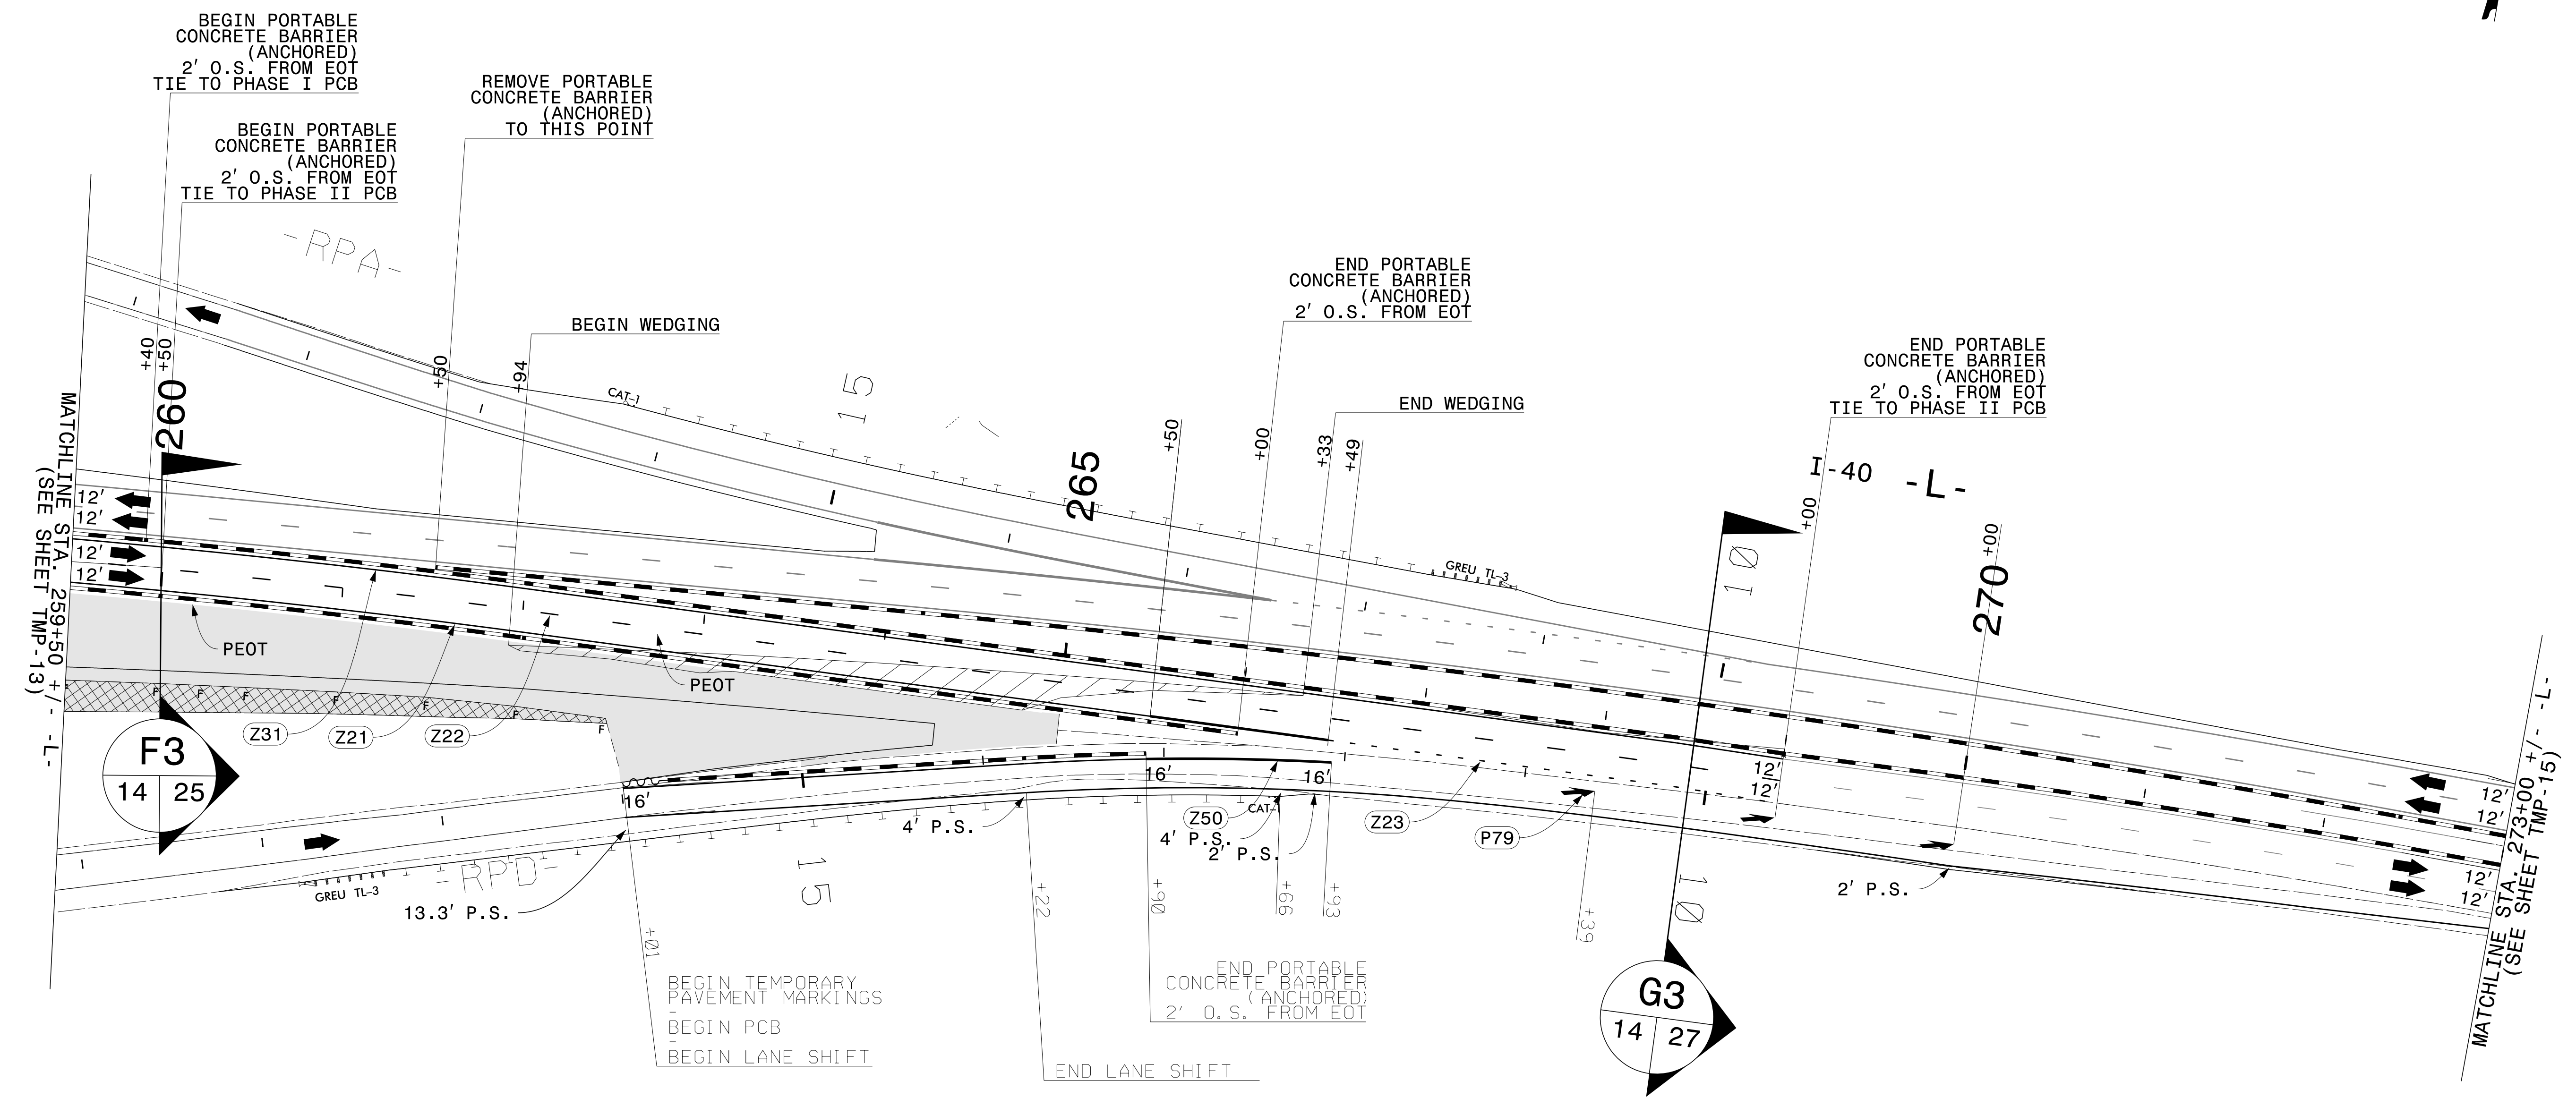 BEGIN PORTABLE
CONCRETE BARRIER
(ANCHORED)
2' O.S. FROM EOT
TIE TO PHASE I PCB
BEGIN PORTABLE
CONCRETE BARRIER
(ANCHORED)
2' O.S. FROM EOT
TIE TO PHASE II PCB
REMOVE PORTABLE
CONCRETE BARRIER
(ANCHORED)
TO THIS POINT
-RPA-
BEGIN WEDGING
END PORTABLE
CONCRETE BARRIER
(ANCHORED)
2' O.S. FROM EOT
END PORTABLE
CONCRETE BARRIER
(ANCHORED)
2' O.S. FROM EOT
TIE TO PHASE II PCB
END WEDGING
+40
+50
260
+50
+94
CAT-1
15
265
+50
+00
+33
+49
GREU TL-3
I-40 -L-
+00
10
+00
270
MATCHLINE STA. 259+50 +/- -L-
(SEE SHEET TMP-13)
12'
12'
12'
12'
PEOT
PEOT
Z31
Z21
Z22
F
F
F
F
F
F
F
F3
14
25
16'
16'
16'
12'
12'
CAT-1
4' P.S.
Z50
4' P.S.
2' P.S.
Z23
P79
2' P.S.
GREU TL-3
-RPD-
13.3' P.S.
15
+01
+22
+90
+66
+93
+39
10
BEGIN TEMPORARY
PAVEMENT MARKINGS
-
BEGIN PCB
-
BEGIN LANE SHIFT
END LANE SHIFT
END PORTABLE
CONCRETE BARRIER
(ANCHORED)
2' O.S. FROM EOT
G3
14
27
12'
12'
12'
12'
MATCHLINE STA. 273+00 +/- -L-
(SEE SHEET TMP-15)